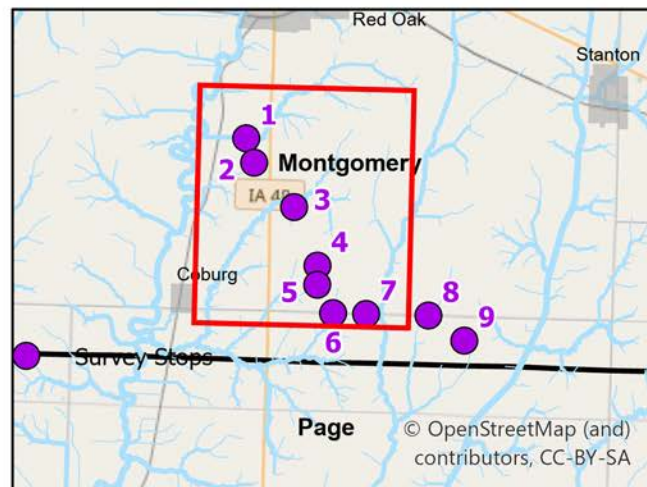 Red Oak
Stanton
1
2
Montgomery
IA 48
3
4
Coburg
5
7
8
6
9
Survey Stops
Page
© OpenStreetMap (and)
contributors, CC-BY-SA